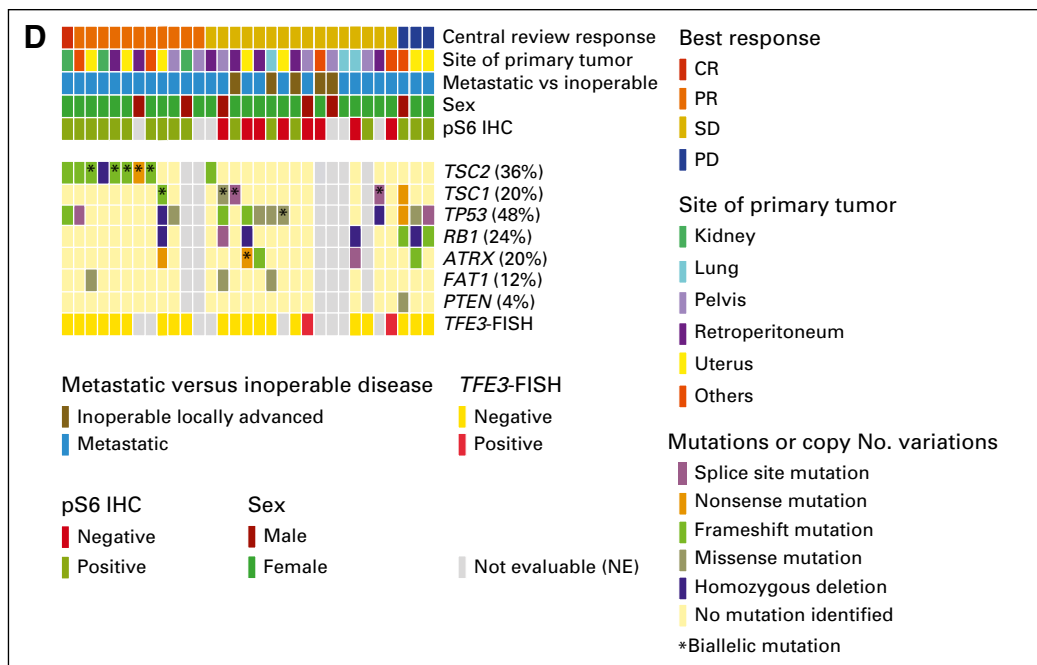 D
Central review response
Site of primary tumor
Metastatic vs inoperable
Sex
pS6 IHC
* * * * *
TSC2 (36%)
* * * *
TSC1 (20%)
*
TP53 (48%)
RB1 (24%)
*
ATRX (20%)
FAT1 (12%)
PTEN (4%)
TFE3-FISH
Metastatic versus inoperable disease
Inoperable locally advanced
Metastatic
TFE3-FISH
Negative
Positive
pS6 IHC
Negative
Positive
Sex
Male
Female
Not evaluable (NE)
Best response
CR
PR
SD
PD
Site of primary tumor
Kidney
Lung
Pelvis
Retroperitoneum
Uterus
Others
Mutations or copy No. variations
Splice site mutation
Nonsense mutation
Frameshift mutation
Missense mutation
Homozygous deletion
No mutation identified
*Biallelic mutation